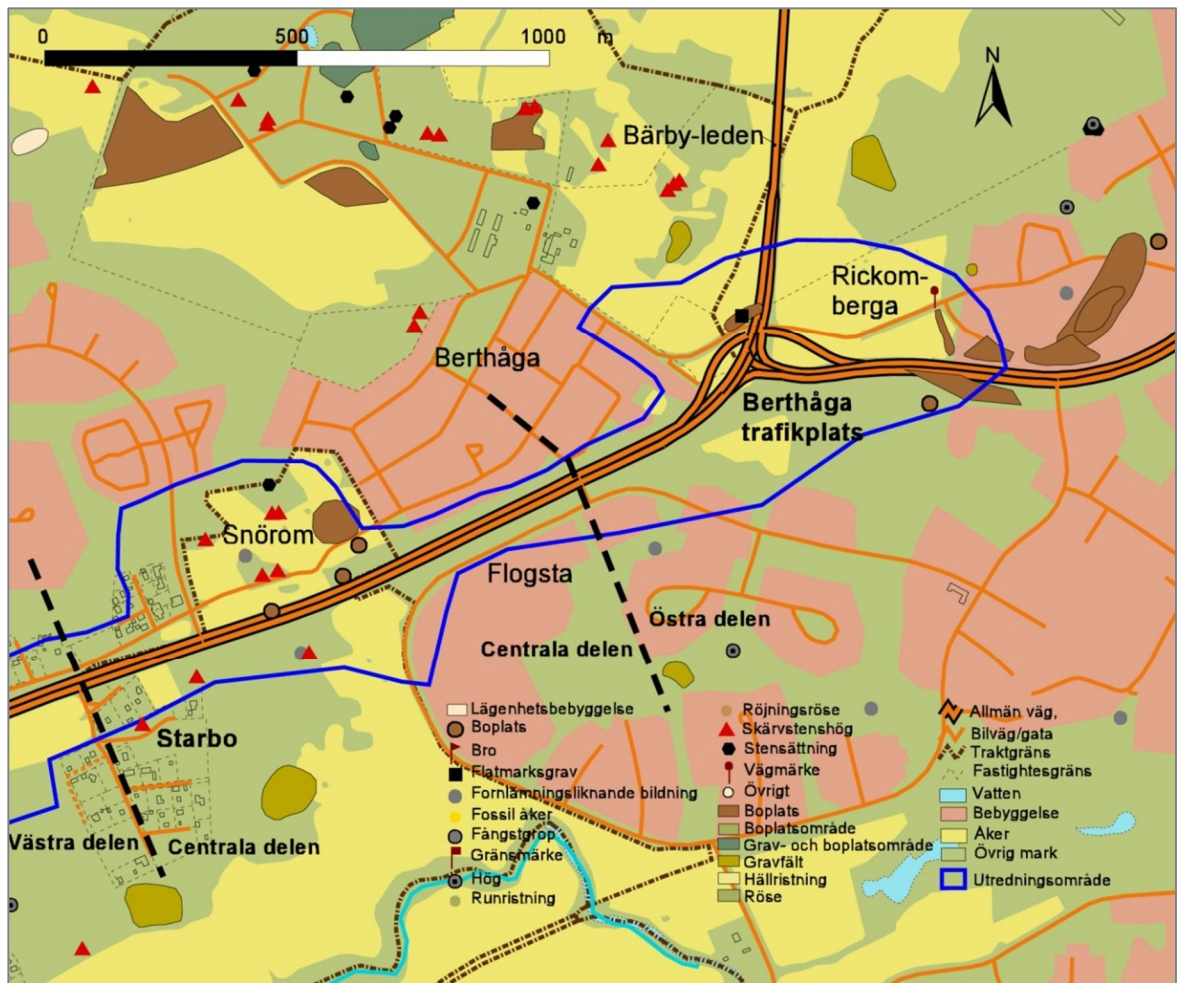 0 500 1000 m
N
Bärby-leden
Rickom-
berga
Berthåga
Berthåga
trafikplats
Snörom
Flogsta
Östra delen
Centrala delen
Starbo
Västra delen
Centrala delen
Lägenhetsbebyggelse
Boplats
Bro
Flatmarksgrav
Fornlämningsliknande bildning
Fossil åker
Fångstgrop
Gränsmärke
Hög
Runristning
Röjningsröse
Skärvstenshög
Stensättning
Vägmärke
Övrigt
Boplats
Boplatsområde
Grav- och boplatsområde
Gravfält
Hällristning
Röse
Allmän väg,
Bilväg/gata
Traktgräns
Fastightesgräns
Vatten
Bebyggelse
Åker
Övrig mark
Utredningsområde